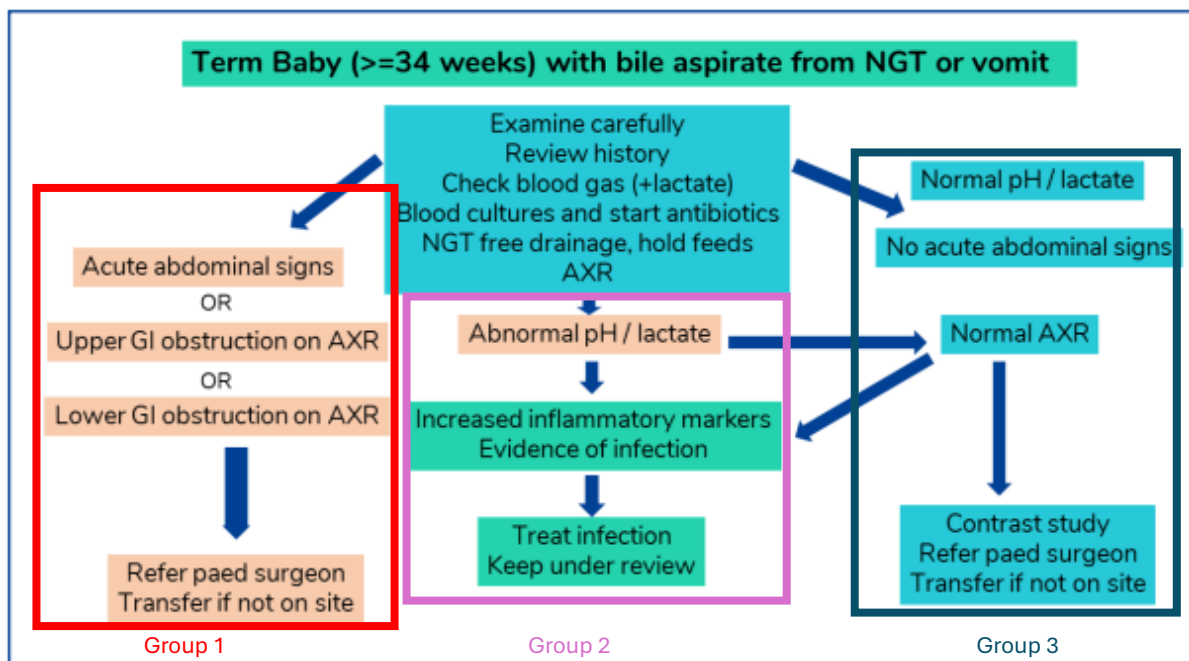 Term Baby (>=34 weeks) with bile aspirate from NGT or vomit
Examine carefully
Review history
Check blood gas (+lactate)
Blood cultures and start antibiotics
NGT free drainage, hold feeds
AXR
Acute abdominal signs
OR
Upper GI obstruction on AXR
OR
Lower GI obstruction on AXR
Refer paed surgeon
Transfer if not on site
Group 1
Abnormal pH / lactate
Increased inflammatory markers
Evidence of infection
Treat infection
Keep under review
Group 2
Normal pH / lactate
No acute abdominal signs
Normal AXR
Contrast study
Refer paed surgeon
Transfer if not on site
Group 3